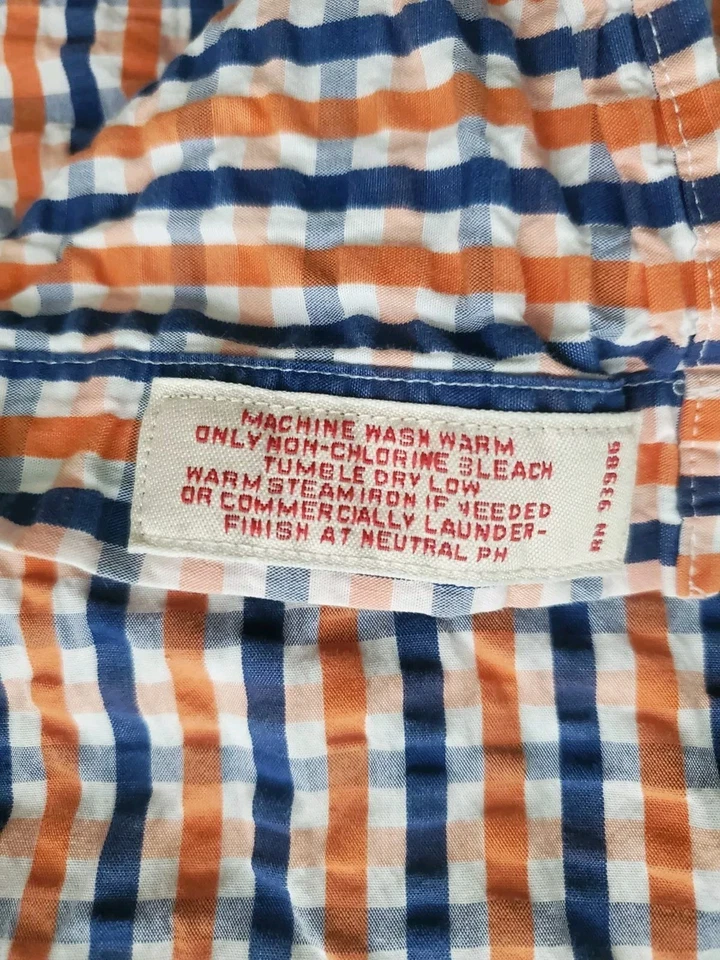 MACHINE WASH WARM
ONLY NON-CHLORINE BLEACH
TUMBLE DRY LOW
WARM STEAM IRON IF NEEDED
OR COMMERCIALLY LAUNDER-
FINISH AT NEUTRAL PH
RN 93986